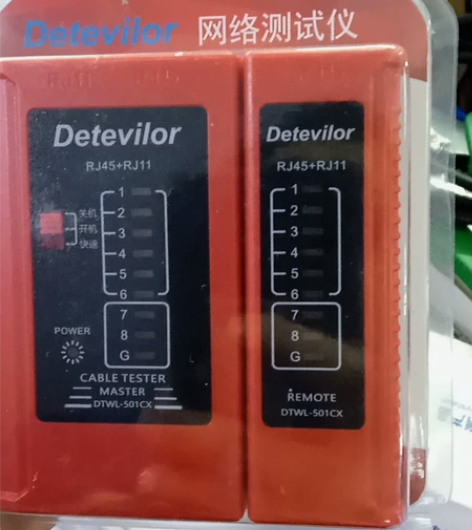 Detevilor 网络测试仪
RJ11
Detevilor
RJ45+RJ11
1
2
3
4
5
6
7
8
G
关机
开机
快速
POWER
CABLE TESTER
MASTER
DTWL-501CX
Detevilor
RJ45+RJ11
1
2
3
4
5
6
7
8
G
REMOTE
DTWL-501CX